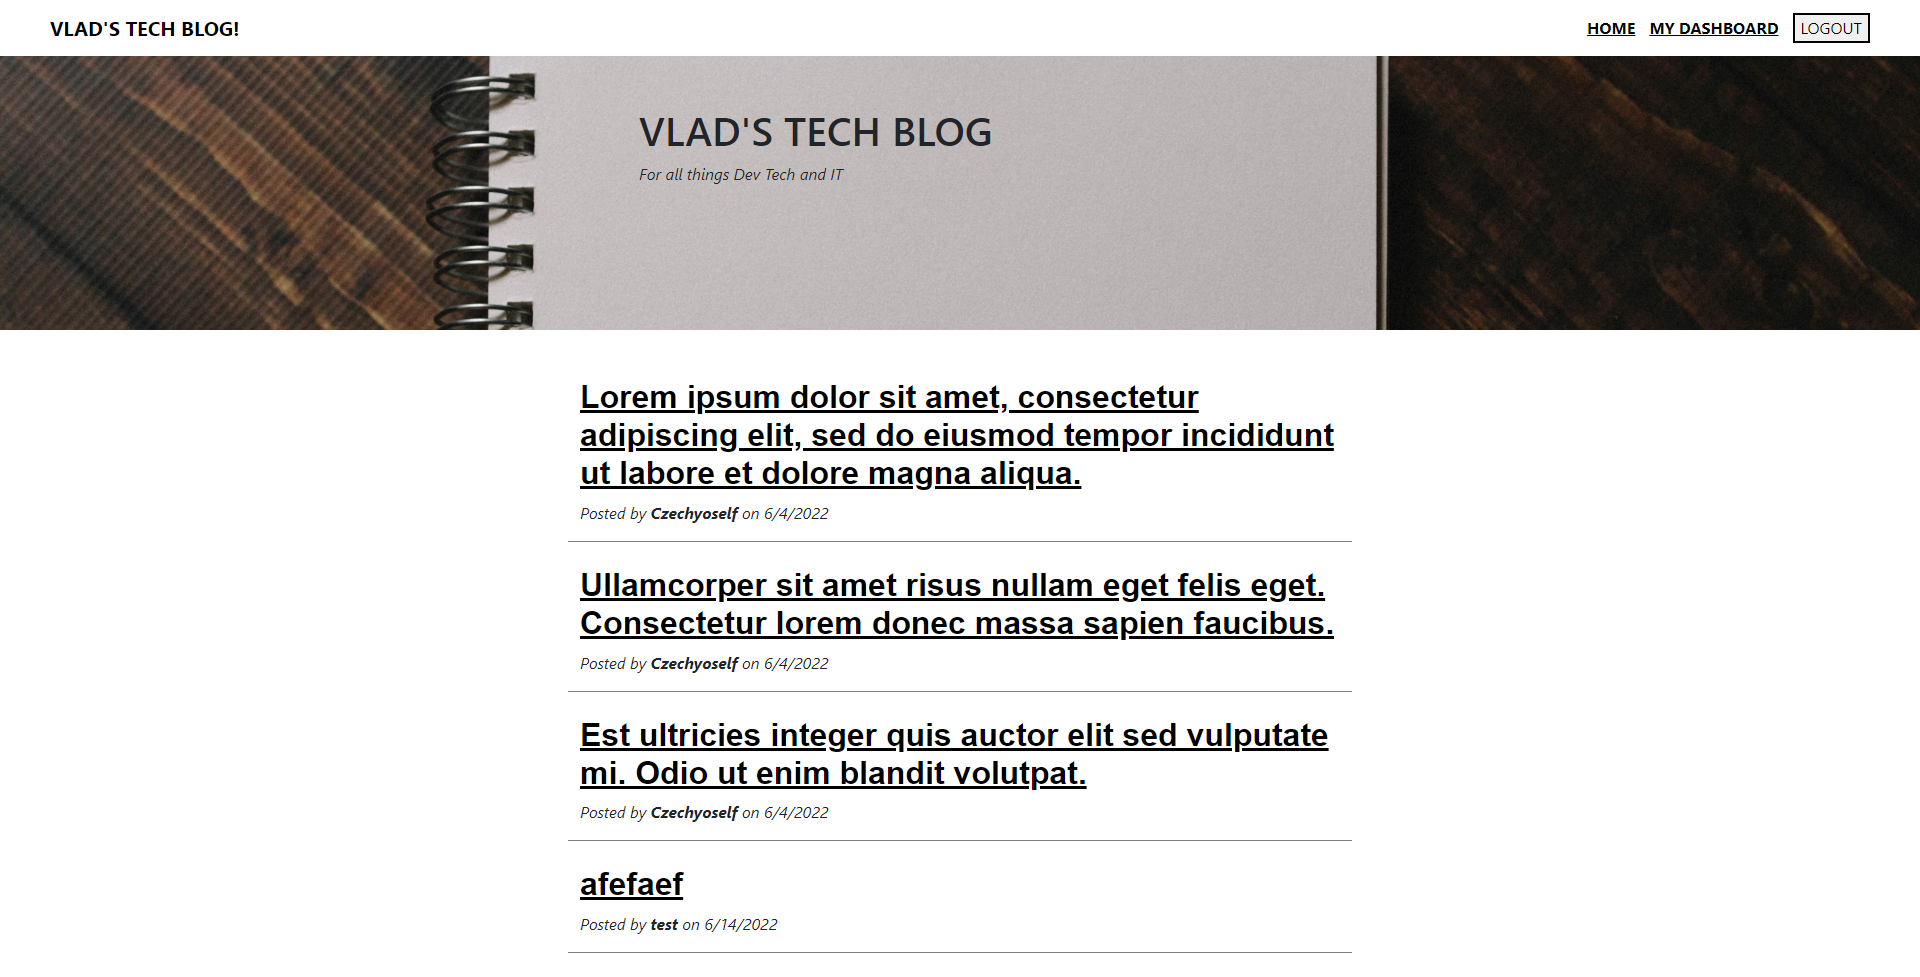 VLAD'S TECH BLOG!
HOME MY DASHBOARD LOGOUT
VLAD'S TECH BLOG
For all things Dev Tech and IT
Lorem ipsum dolor sit amet, consectetur
adipiscing elit, sed do eiusmod tempor incididunt
ut labore et dolore magna aliqua.
Posted by Czechyoself on 6/4/2022
Ullamcorper sit amet risus nullam eget felis eget.
Consectetur lorem donec massa sapien faucibus.
Posted by Czechyoself on 6/4/2022
Est ultricies integer quis auctor elit sed vulputate
mi. Odio ut enim blandit volutpat.
Posted by Czechyoself on 6/4/2022
afefaef
Posted by test on 6/14/2022